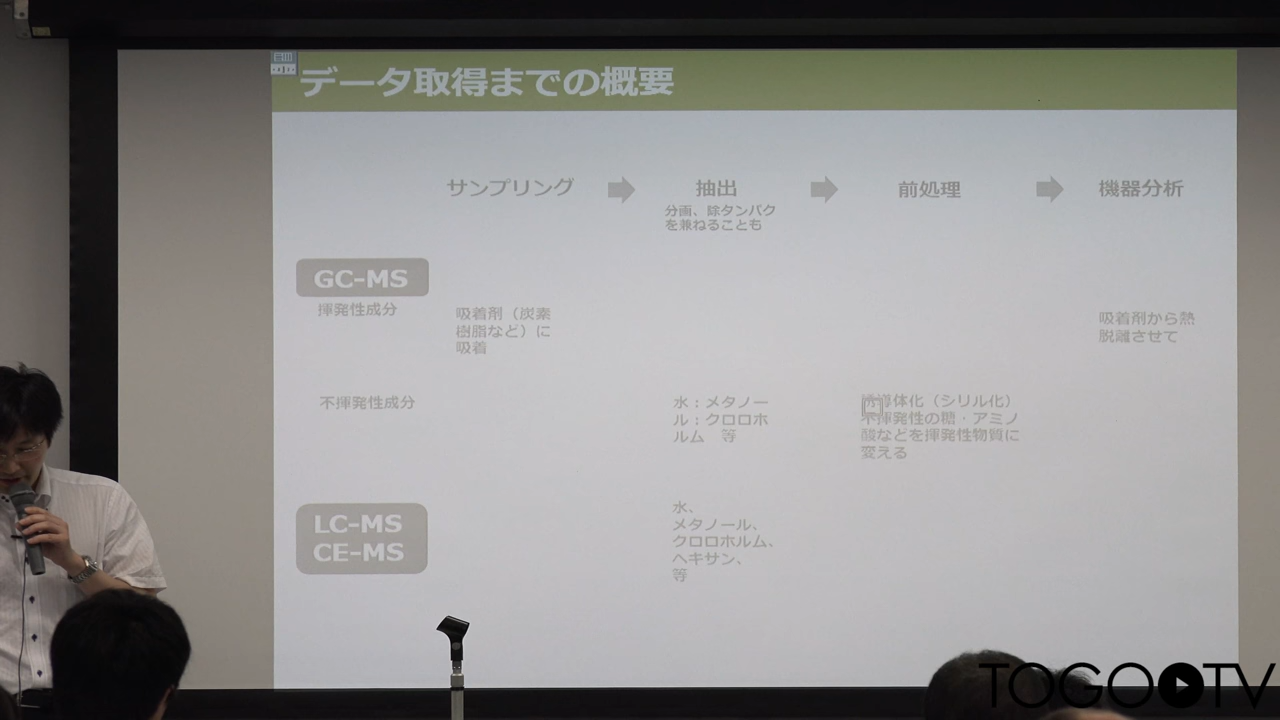 データ取得までの概要
サンプリング
抽出
前処理
機器分析
分画、除タンパク
を兼ねることも
GC-MS
揮発性成分
吸着剤（炭素
樹脂など）に
吸着
吸着剤から熱
脱離させて
不揮発性成分
水：メタノー
ル：クロロホ
ルム 等
誘導体化（シリル化）
不揮発性の糖・アミノ
酸などを揮発性物質に
変える
LC-MS
CE-MS
水、
メタノール、
クロロホルム、
ヘキサン、
等
TOGOTV